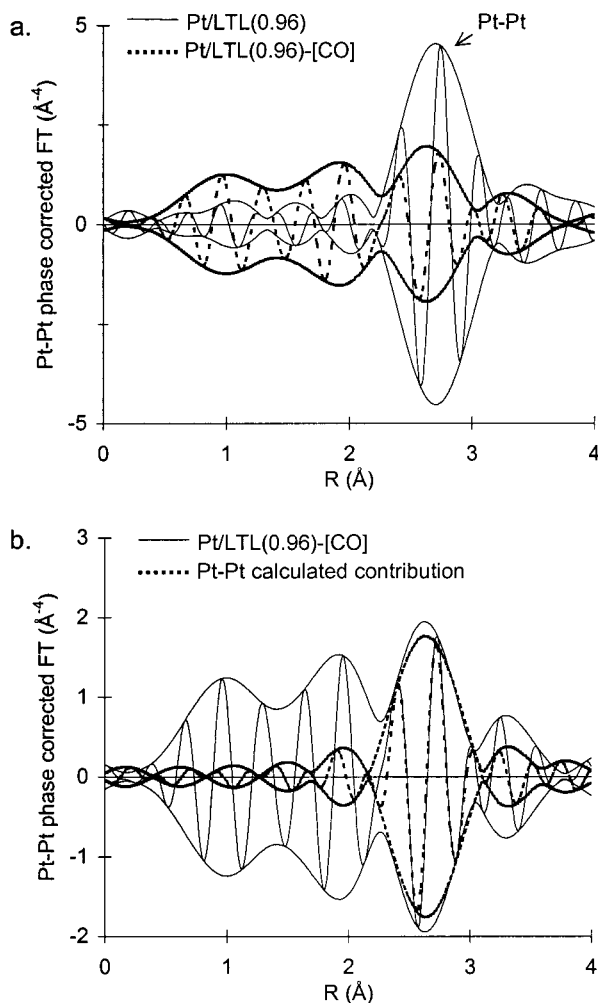 a.
Pt/LTL(0.96)
Pt/LTL(0.96)-[CO]
Pt-Pt
5
0
-5
Pt-Pt phase corrected FT (Å⁻⁴)
0 1 2 3 4
R (Å)
b.
Pt/LTL(0.96)-[CO]
Pt-Pt calculated contribution
3
2
1
0
-1
-2
Pt-Pt phase corrected FT (Å⁻⁴)
0 1 2 3 4
R (Å)